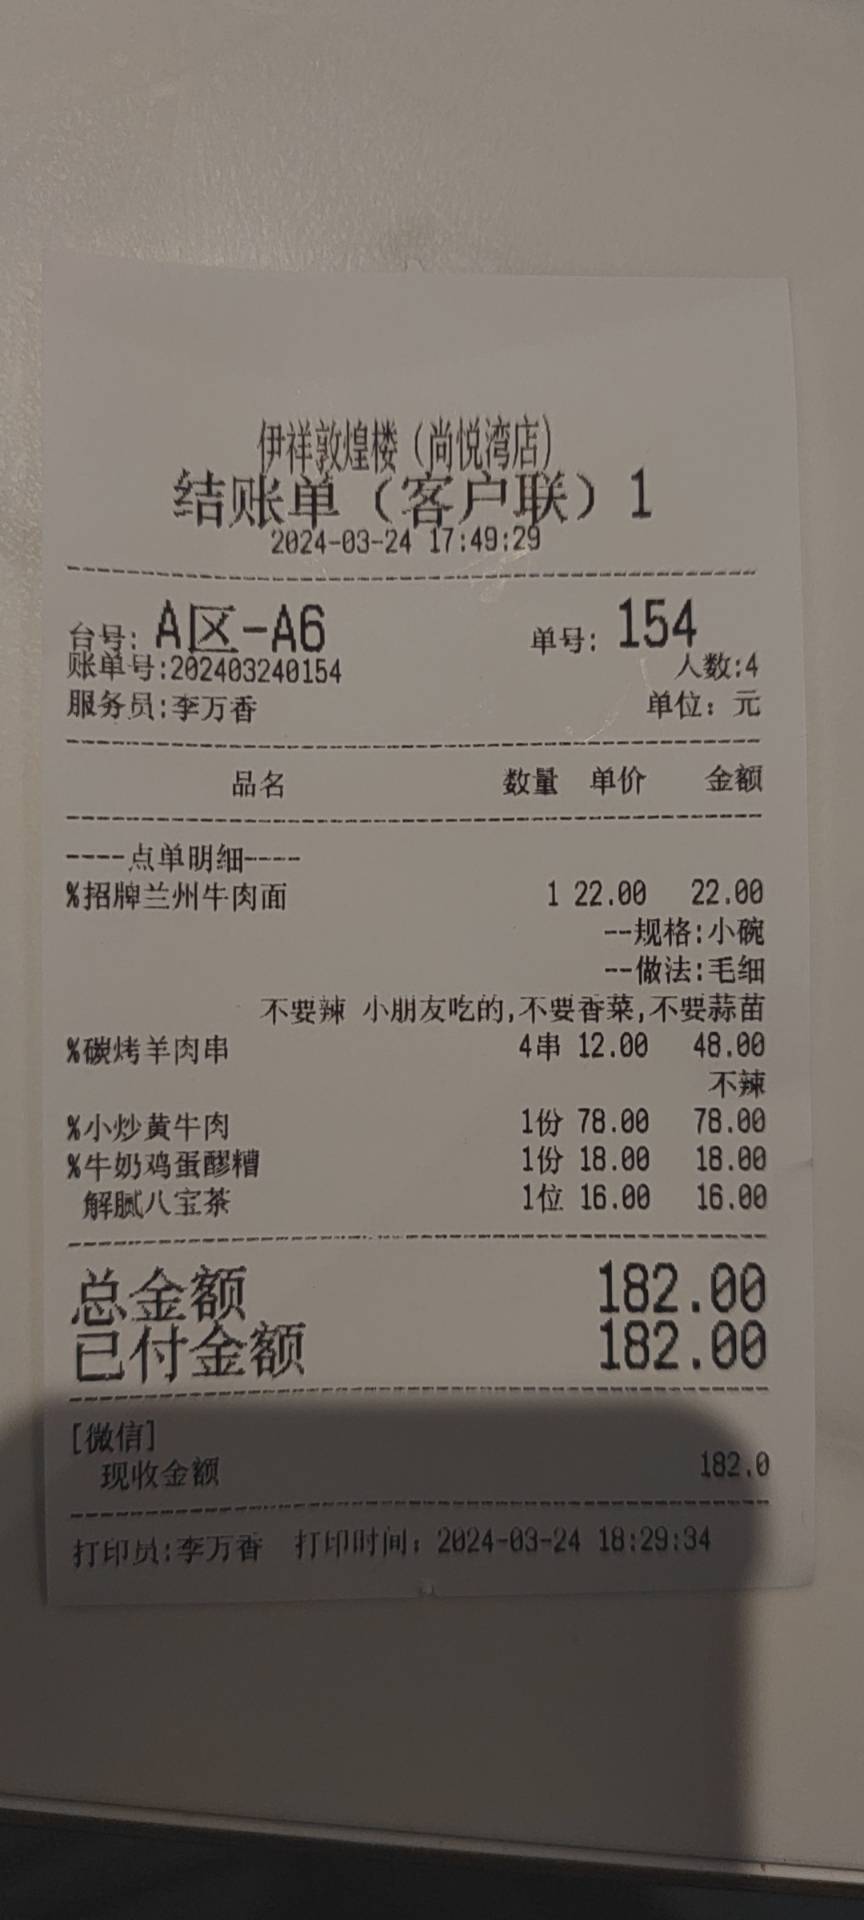 伊祥敦煌楼（尚悦湾店）
结账单（客户联）1
2024-03-24 17:49:29
台号: A区-A6 单号: 154
账单号:202403240154 人数:4
服务员:李万香 单位: 元
品名 数量 单价 金额
----点单明细----
%招牌兰州牛肉面 1 22.00 22.00
--规格:小碗
--做法:毛细
不要辣 小朋友吃的,不要香菜,不要蒜苗
%碳烤羊肉串 4串 12.00 48.00
不辣
%小炒黄牛肉 1份 78.00 78.00
%牛奶鸡蛋醪糟 1份 18.00 18.00
解腻八宝茶 1位 16.00 16.00
总金额 182.00
已付金额 182.00
[微信]
现收金额 182.0
打印员:李万香 打印时间: 2024-03-24 18:29:34